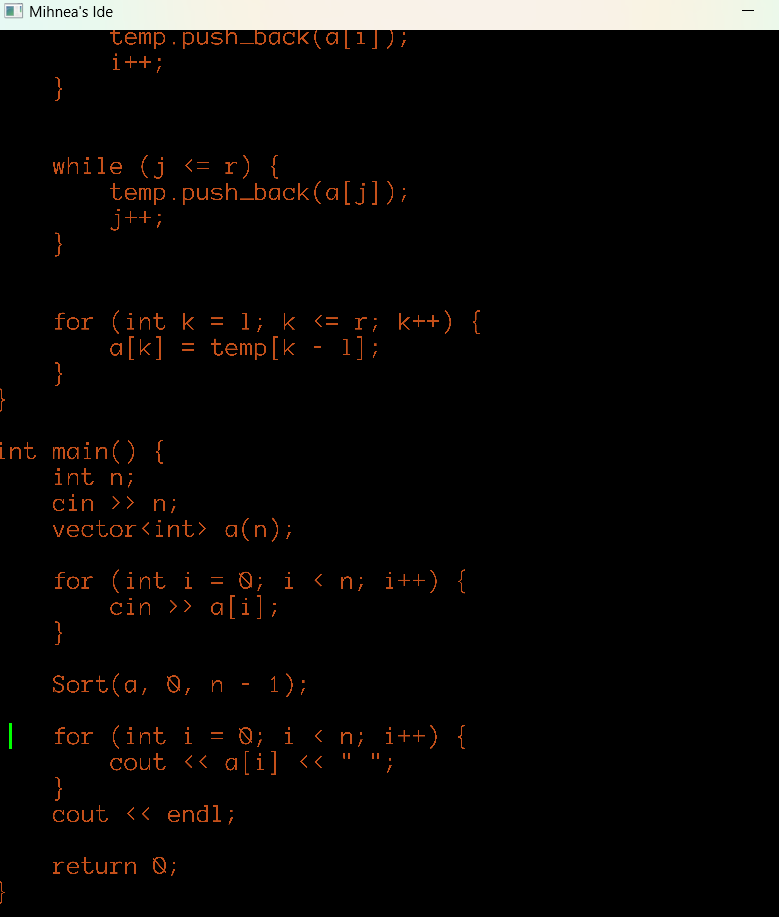 Mihnea's Ide
temp.push_back(a[i]);
i++;
}
while (j <= r) {
temp.push_back(a[j]);
j++;
}
for (int k = l; k <= r; k++) {
a[k] = temp[k - l];
}
}
int main() {
int n;
cin >> n;
vector<int> a(n);
for (int i = 0; i < n; i++) {
cin >> a[i];
}
Sort(a, 0, n - 1);
for (int i = 0; i < n; i++) {
cout << a[i] << " ";
}
cout << endl;
return 0;
}